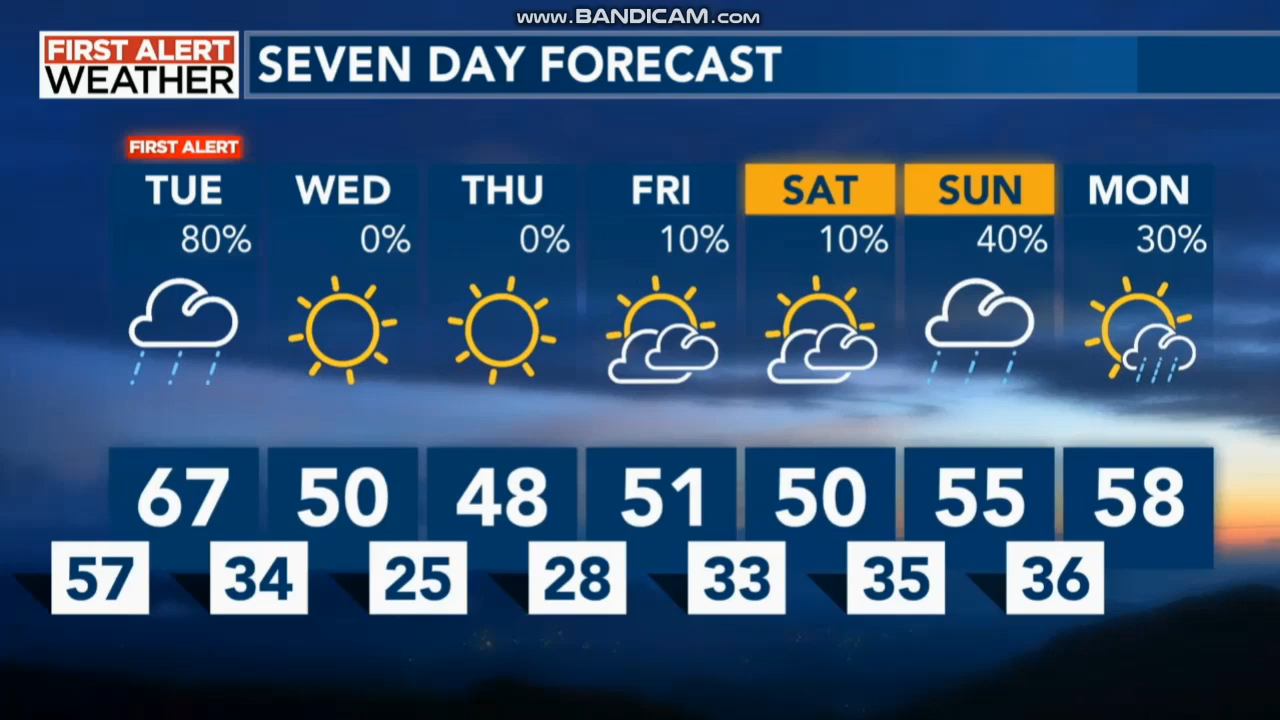 www.BANDICAM.com
FIRST ALERT
WEATHER
SEVEN DAY FORECAST
FIRST ALERT
TUE WED THU FRI SAT SUN MON
80% 0% 0% 10% 10% 40% 30%
67 50 48 51 50 55 58
57 34 25 28 33 35 36